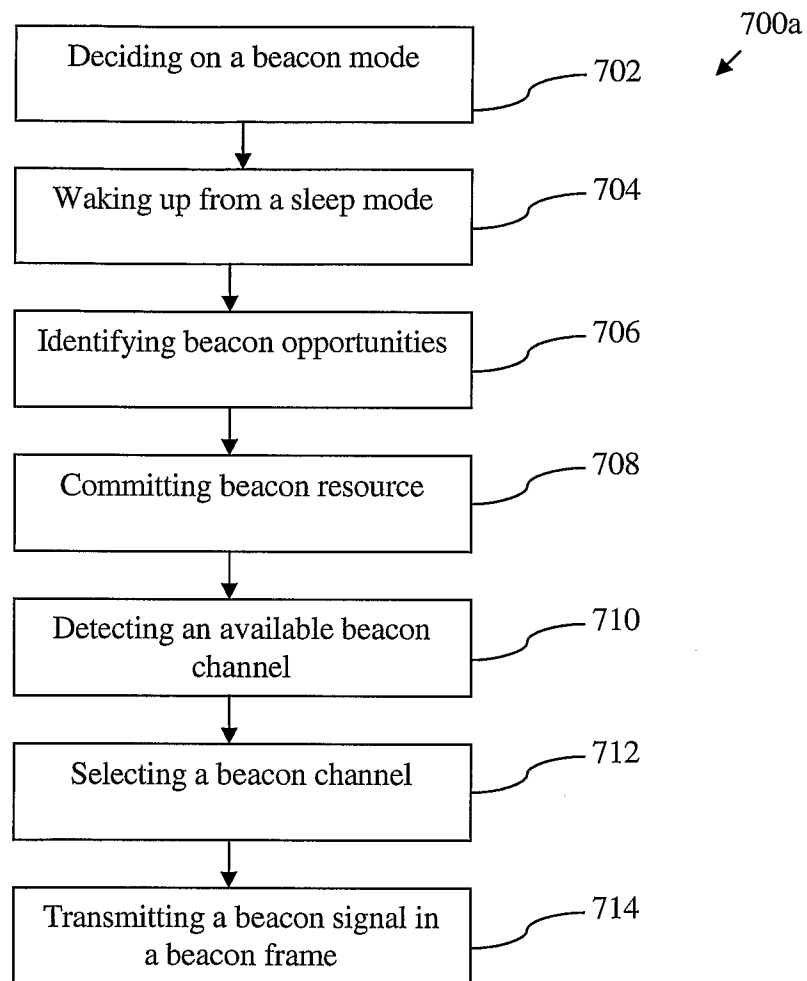 700a
Deciding on a beacon mode
702
Waking up from a sleep mode
704
Identifying beacon opportunities
706
Committing beacon resource
708
Detecting an available beacon
channel
710
Selecting a beacon channel
712
Transmitting a beacon signal in
a beacon frame
714